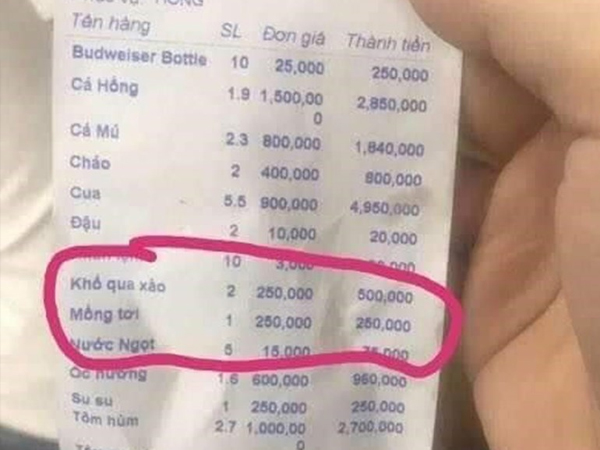 Tên hàng SL Đơn giá Thành tiền
Budweiser Bottle 10 25,000 250,000
Cá Hồng 1.9 1,500,00 2,850,000
0
Cá Mú 2.3 800,000 1,840,000
Cháo 2 400,000 800,000
Cua 5.5 900,000 4,950,000
Đậu 2 10,000 20,000
10 3,000
Khổ qua xào 2 250,000 500,000
Mồng tơi 1 250,000 250,000
Nước Ngọt 5 15,000 75,000
Ốc hương 1.6 600,000 960,000
Su su 1 250,000 250,000
Tôm hùm 2.7 1,000,00 2,700,000
0